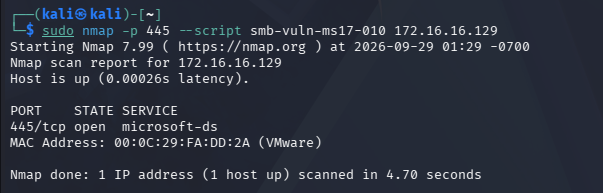 ┌──(kali㉿kali)-[~]
└─$ sudo nmap -p 445 --script smb-vuln-ms17-010 172.16.16.129
Starting Nmap 7.99 ( https://nmap.org ) at 2026-09-29 01:29 -0700
Nmap scan report for 172.16.16.129
Host is up (0.00026s latency).
PORT    STATE SERVICE
445/tcp open  microsoft-ds
MAC Address: 00:0C:29:FA:DD:2A (VMware)
Nmap done: 1 IP address (1 host up) scanned in 4.70 seconds